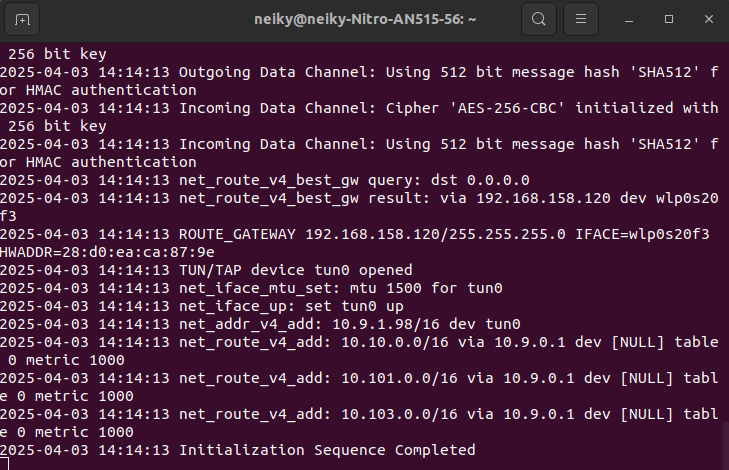 neiky@neiky-Nitro-AN515-56: ~
 256 bit key
2025-04-03 14:14:13 Outgoing Data Channel: Using 512 bit message hash 'SHA512' f
or HMAC authentication
2025-04-03 14:14:13 Incoming Data Channel: Cipher 'AES-256-CBC' initialized with
 256 bit key
2025-04-03 14:14:13 Incoming Data Channel: Using 512 bit message hash 'SHA512' f
or HMAC authentication
2025-04-03 14:14:13 net_route_v4_best_gw query: dst 0.0.0.0
2025-04-03 14:14:13 net_route_v4_best_gw result: via 192.168.158.120 dev wlp0s20
f3
2025-04-03 14:14:13 ROUTE_GATEWAY 192.168.158.120/255.255.255.0 IFACE=wlp0s20f3 
HWADDR=28:d0:ea:ca:87:9e
2025-04-03 14:14:13 TUN/TAP device tun0 opened
2025-04-03 14:14:13 net_iface_mtu_set: mtu 1500 for tun0
2025-04-03 14:14:13 net_iface_up: set tun0 up
2025-04-03 14:14:13 net_addr_v4_add: 10.9.1.98/16 dev tun0
2025-04-03 14:14:13 net_route_v4_add: 10.10.0.0/16 via 10.9.0.1 dev [NULL] table
 0 metric 1000
2025-04-03 14:14:13 net_route_v4_add: 10.101.0.0/16 via 10.9.0.1 dev [NULL] tabl
e 0 metric 1000
2025-04-03 14:14:13 net_route_v4_add: 10.103.0.0/16 via 10.9.0.1 dev [NULL] tabl
e 0 metric 1000
2025-04-03 14:14:13 Initialization Sequence Completed